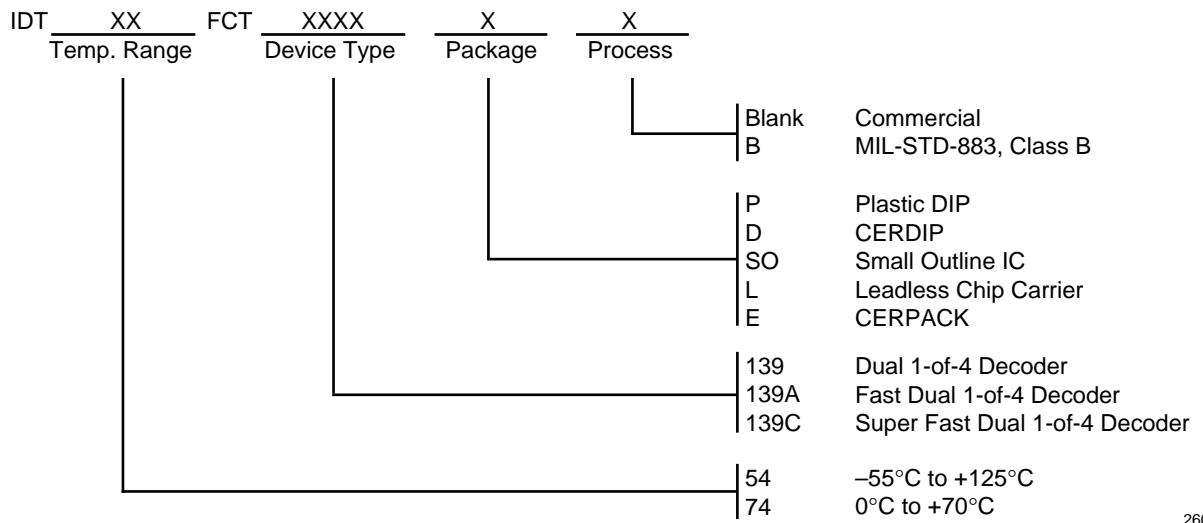 IDT XX FCT XXXX X X
Temp. Range Device Type Package Process
Blank Commercial
B MIL-STD-883, Class B
P Plastic DIP
D CERDIP
SO Small Outline IC
L Leadless Chip Carrier
E CERPACK
139 Dual 1-of-4 Decoder
139A Fast Dual 1-of-4 Decoder
139C Super Fast Dual 1-of-4 Decoder
54 –55°C to +125°C
74 0°C to +70°C